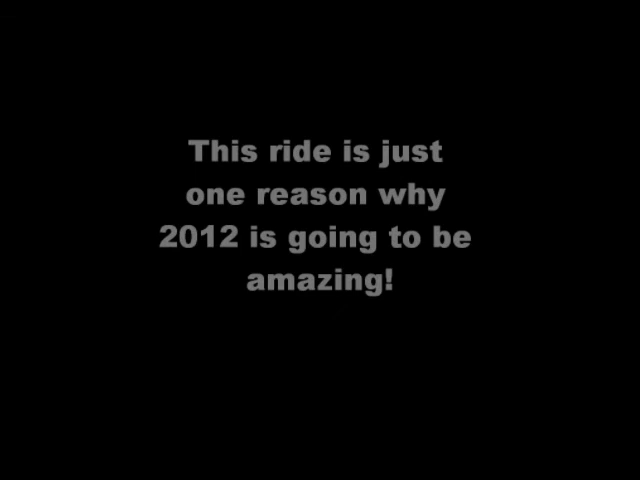 This ride is just
one reason why
2012 is going to be
amazing!